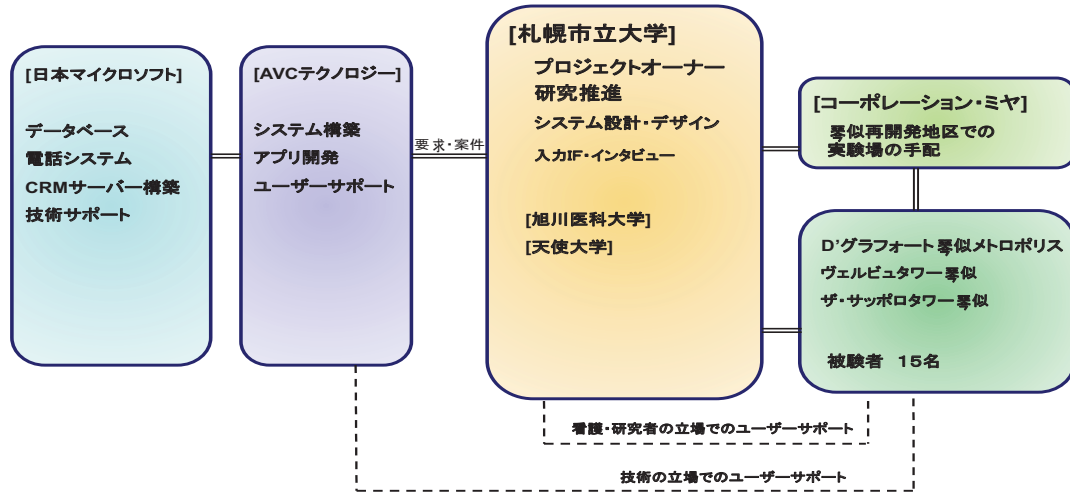 [日本マイクロソフト]
データベース
電話システム
CRMサーバー構築
技術サポート
[AVCテクノロジー]
システム構築
アプリ開発
ユーザーサポート
要求・案件
[札幌市立大学]
プロジェクトオーナー
研究推進
システム設計・デザイン
入力IF・インタビュー
[旭川医科大学]
[天使大学]
[コーポレーション・ミヤ]
琴似再開発地区での
実験場の手配
D'グラフォート琴似メトロポリス
ヴェルビュタワー琴似
ザ・サッポロタワー琴似
被験者 15名
看護・研究者の立場でのユーザーサポート
技術の立場でのユーザーサポート